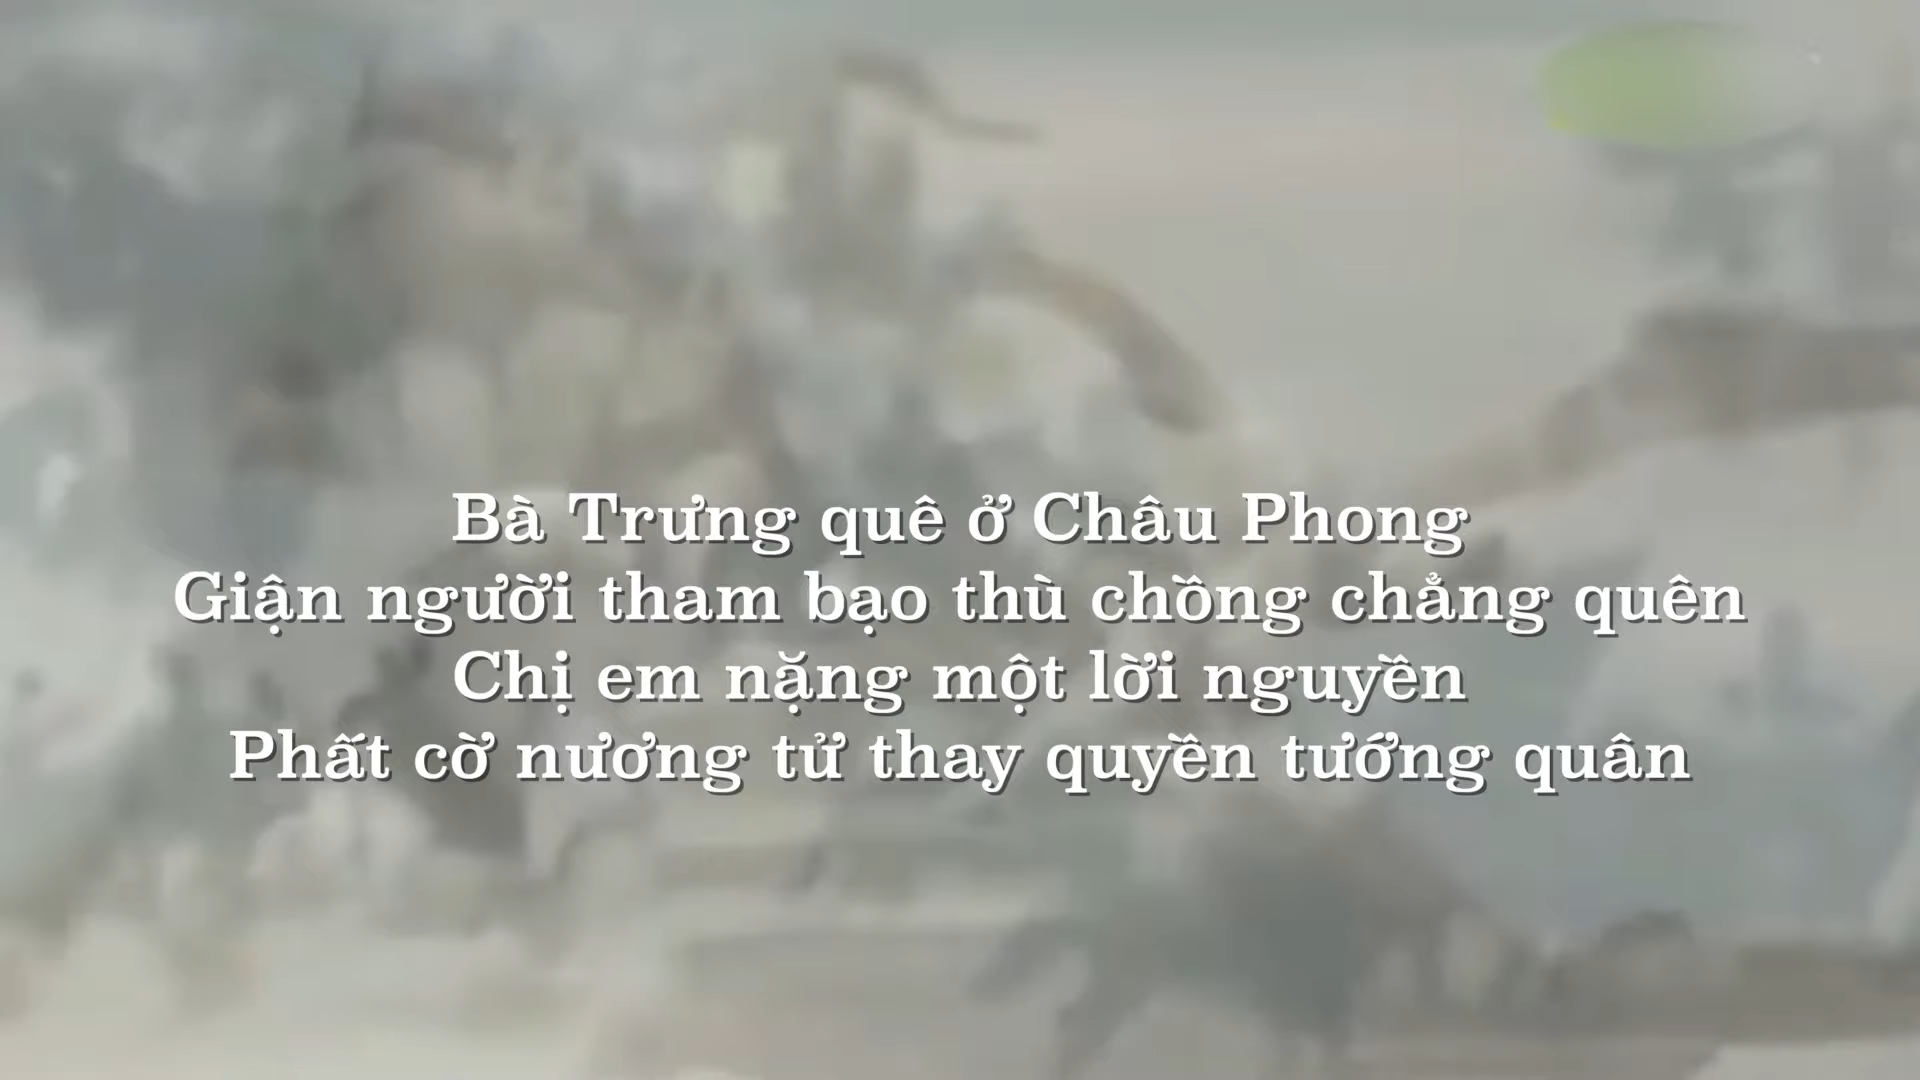 Bà Trưng quê ở Châu Phong
Giận người tham bạo thù chồng chẳng quên
Chị em nặng một lời nguyền
Phất cờ nương tử thay quyền tướng quân